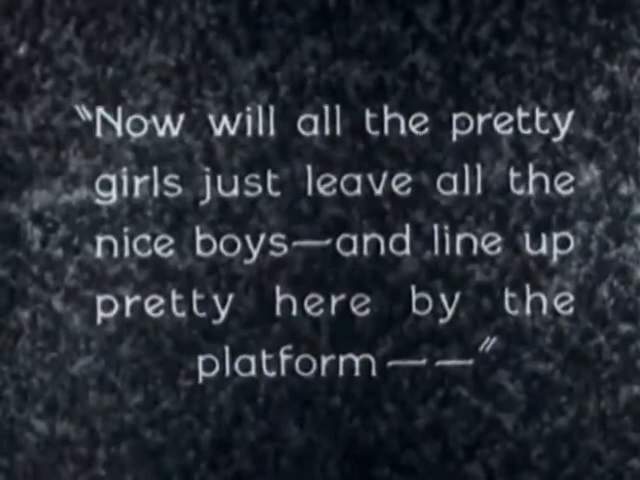 "Now will all the pretty
girls just leave all the
nice boys—and line up
pretty here by the
platform — —"